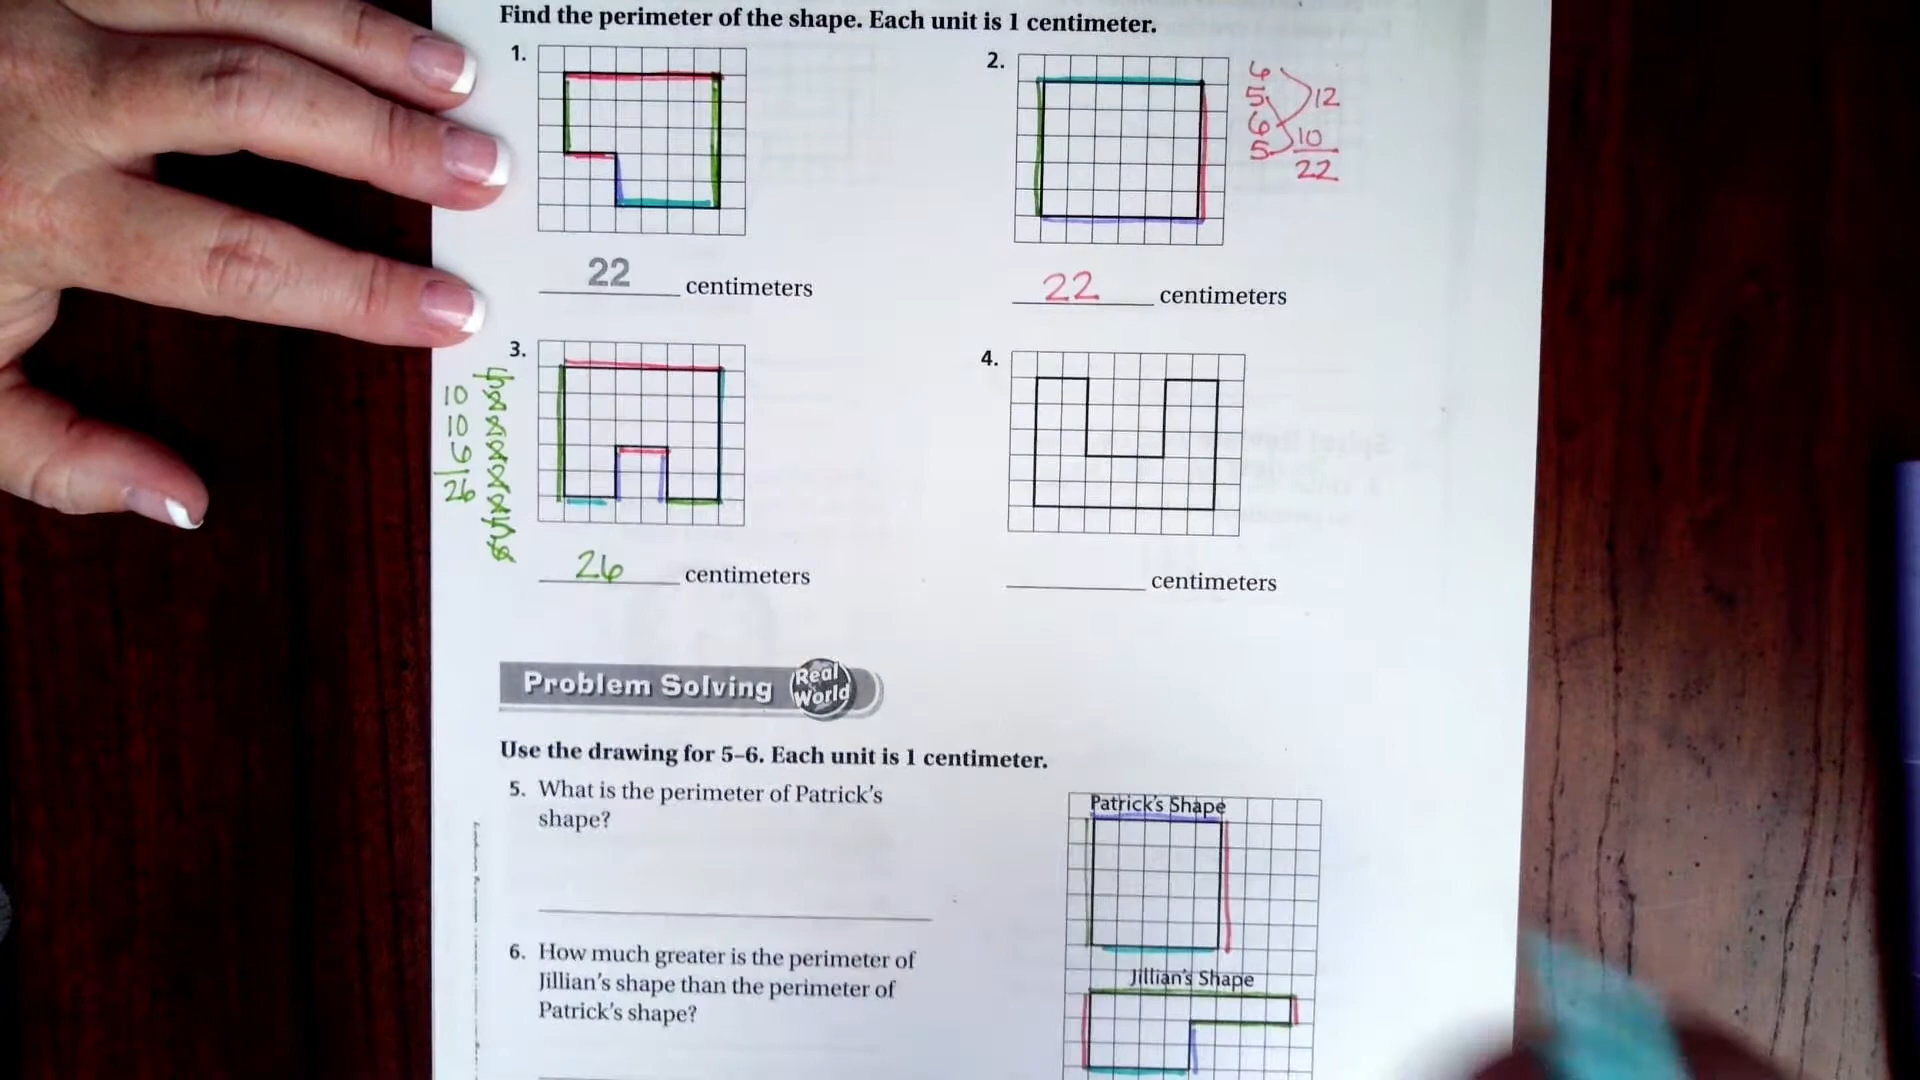 Find the perimeter of the shape. Each unit is 1 centimeter.
1.
22 centimeters
2.
6
5
6
5
12
10
22
22 centimeters
3.
10
10
6
26
26 centimeters
4.
centimeters
Problem Solving Real World
Use the drawing for 5–6. Each unit is 1 centimeter.
5. What is the perimeter of Patrick's
shape?
Patrick's Shape
6. How much greater is the perimeter of
Jillian's shape than the perimeter of
Patrick's shape?
Jillian's Shape